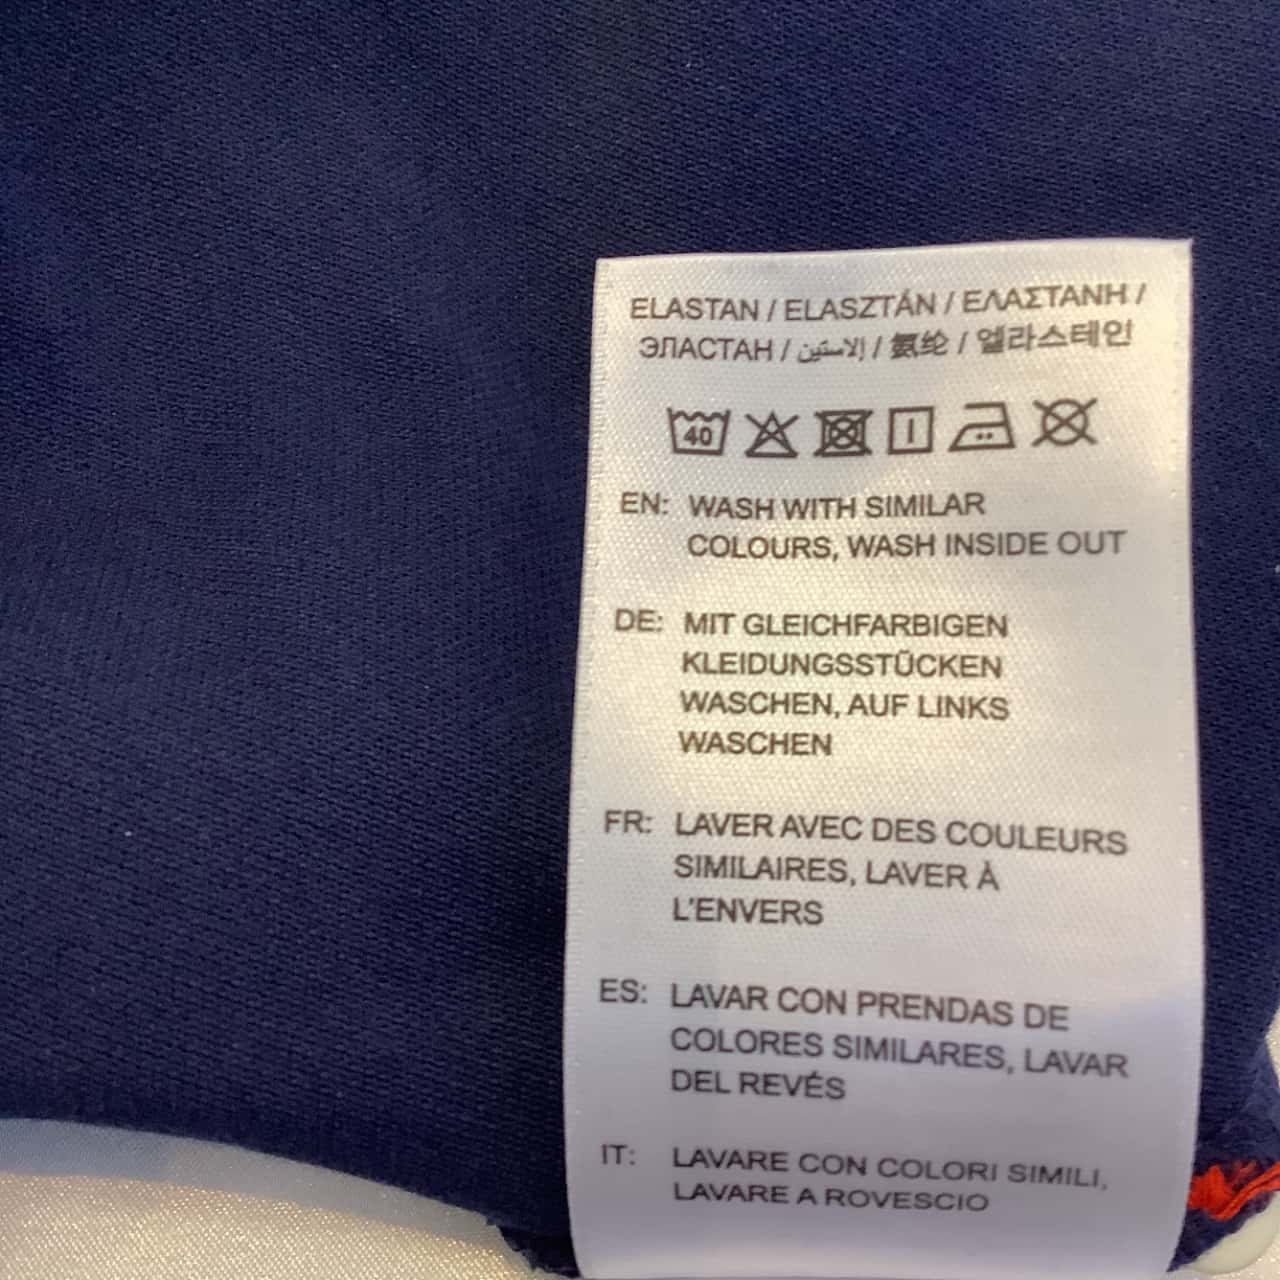 ELASTAN / ELASZTÁN / ΕΛΑΣΤΑΝΗ /
ЭЛАСТАН / إلاستين / 氨纶 / 엘라스테인
40
EN: WASH WITH SIMILAR
COLOURS, WASH INSIDE OUT
DE: MIT GLEICHFARBIGEN
KLEIDUNGSSTÜCKEN
WASCHEN, AUF LINKS
WASCHEN
FR: LAVER AVEC DES COULEURS
SIMILAIRES, LAVER À
L'ENVERS
ES: LAVAR CON PRENDAS DE
COLORES SIMILARES, LAVAR
DEL REVÉS
IT: LAVARE CON COLORI SIMILI,
LAVARE A ROVESCIO